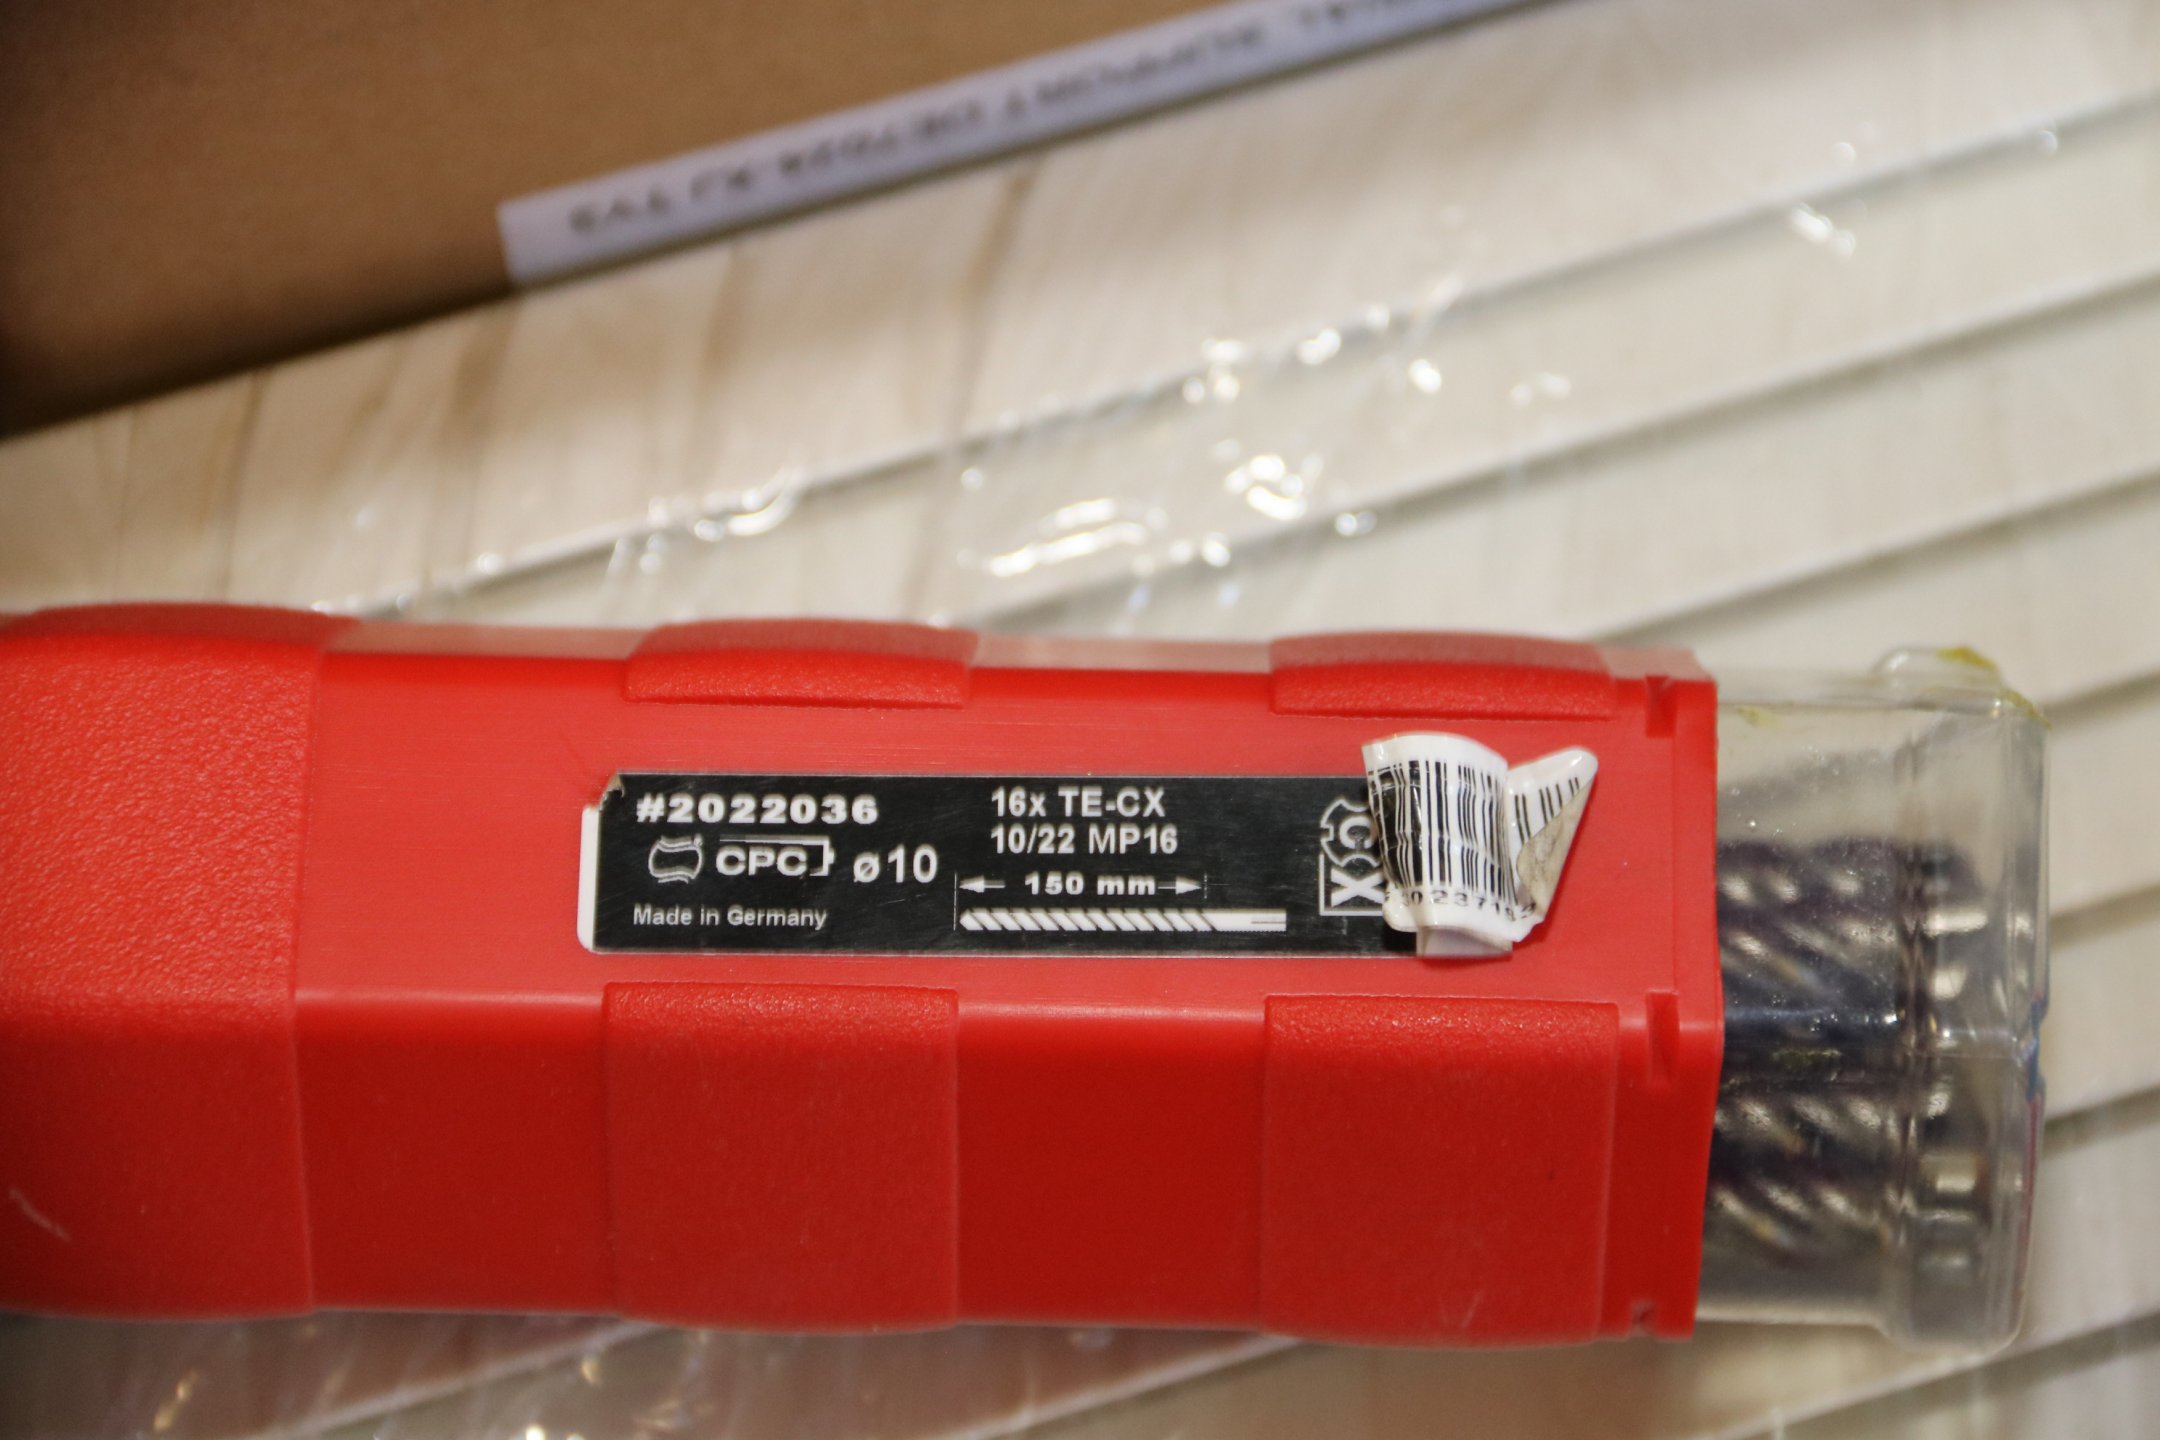 #2022036
CPC ø10
Made in Germany
16x TE-CX
10/22 MP16
150 mm
CX